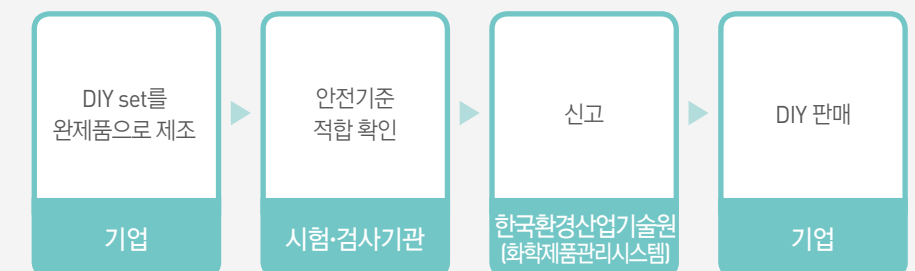 DIY set를
완제품으로 제조
기업
안전기준
적합 확인
시험·검사기관
신고
한국환경산업기술원
(화학제품관리시스템)
DIY 판매
기업